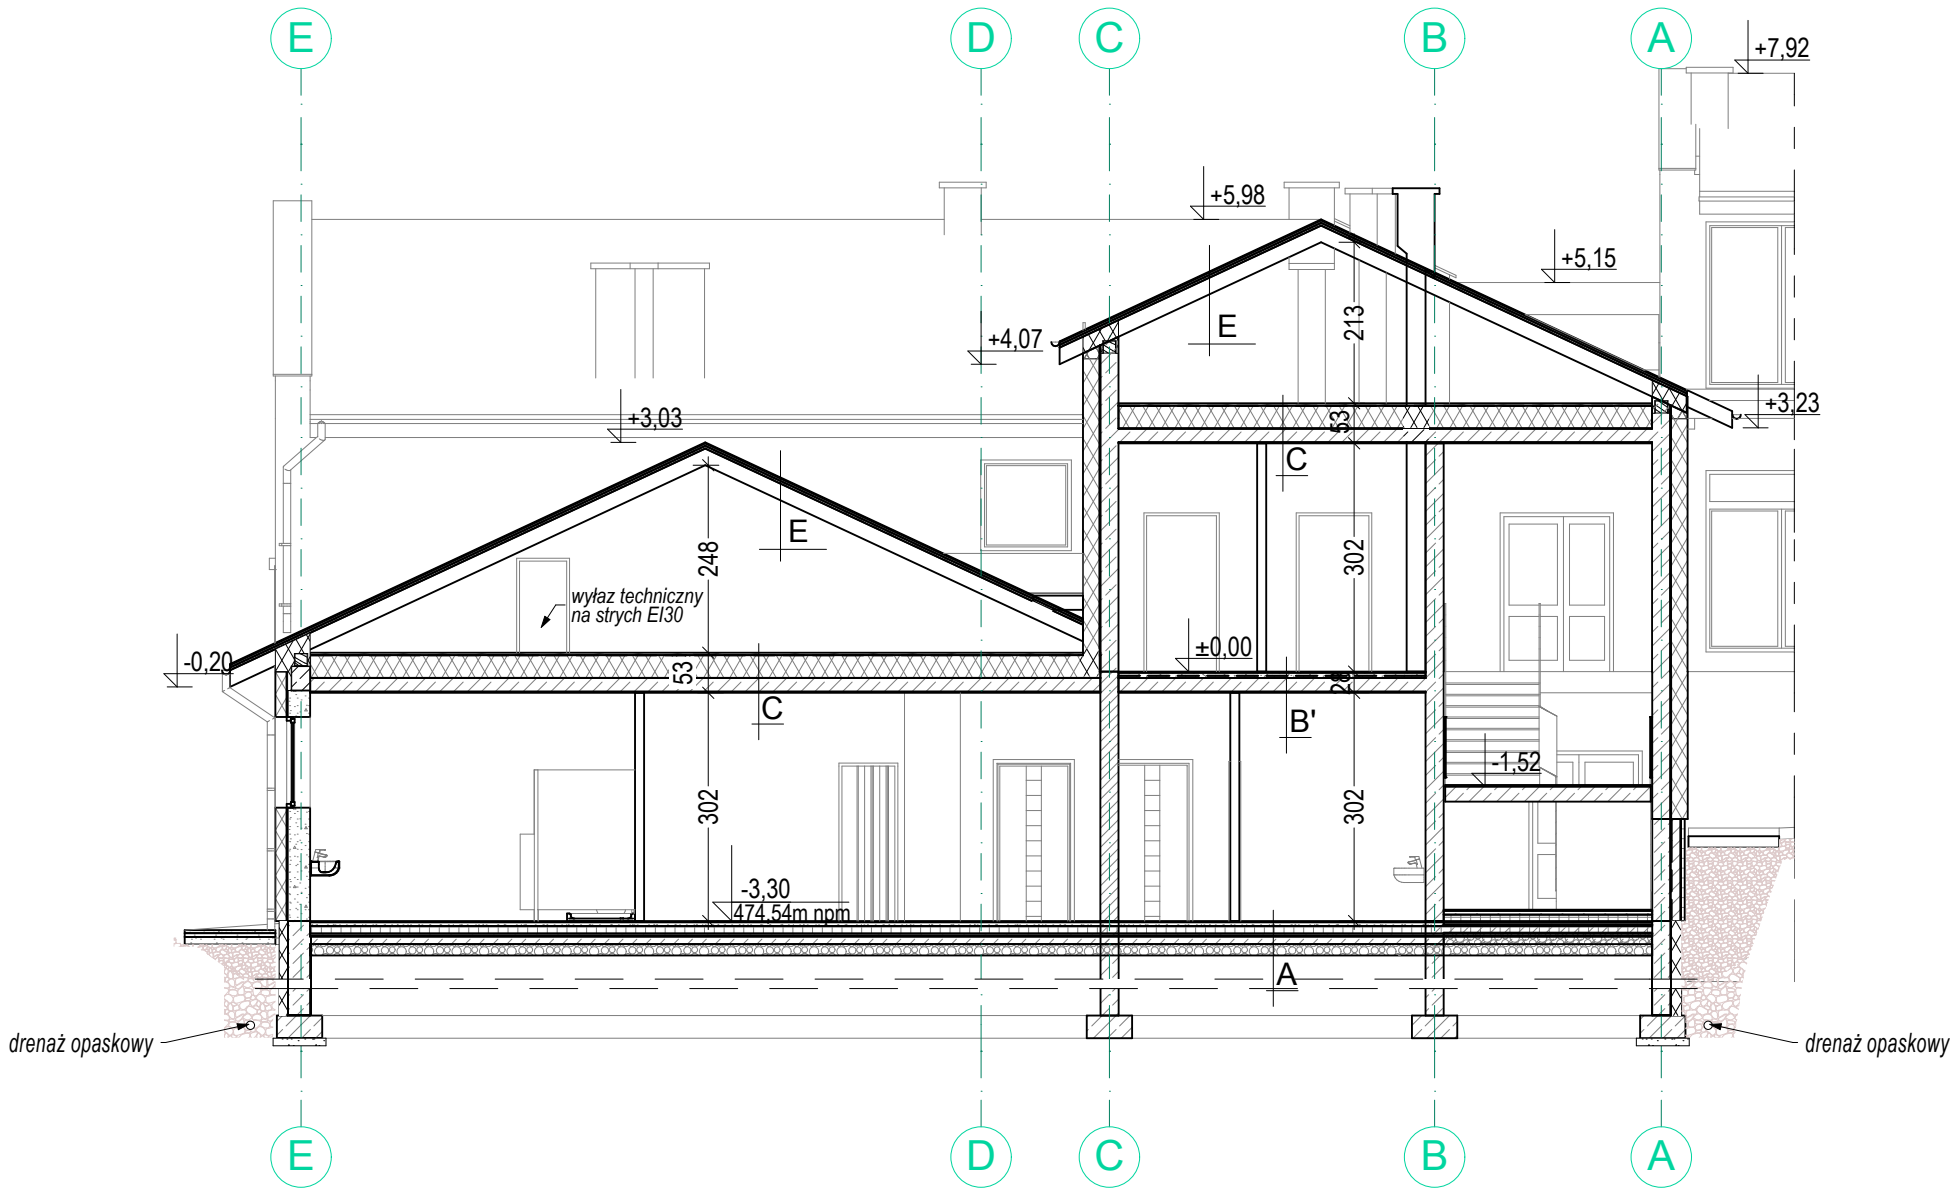 E
D
C
B
A
+7,92
+5,98
+5,15
E
213
+4,07
+3,23
+3,03
53
C
E
248
302
wyłaz techniczny
na strych EI30
±0,00
-0,20
53
28
C
B'
-1,52
302
302
-3,30
474,54m npm
A
drenaż opaskowy
drenaż opaskowy
E
D
C
B
A